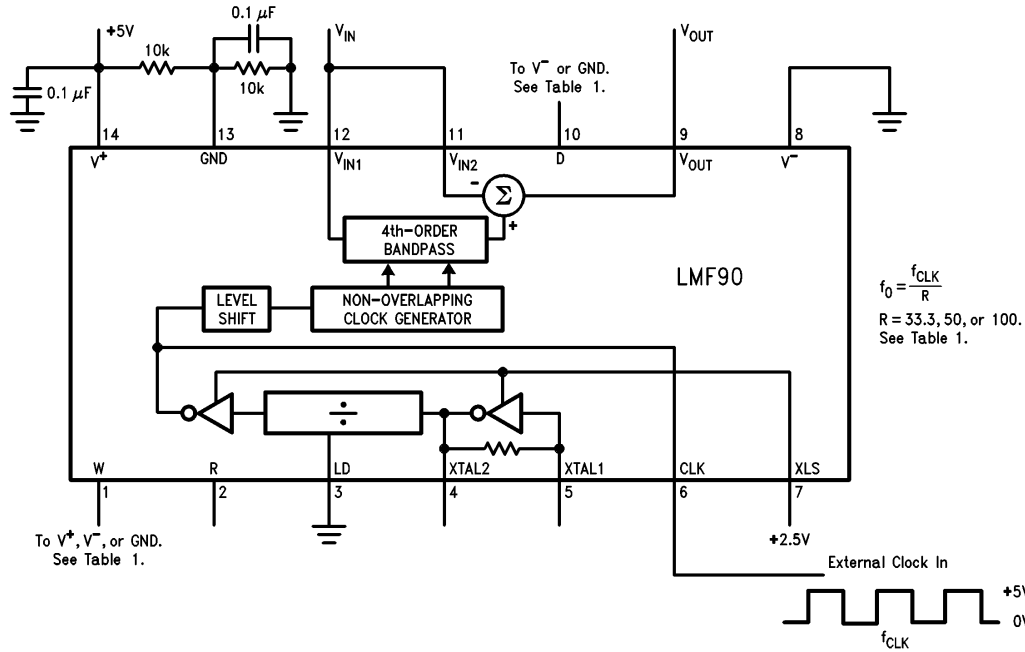 +5V
0.1 µF
V_IN
V_OUT
10k
0.1 µF
10k
To V⁻ or GND.
See Table 1.
14
13
12
11
10
9
8
V⁺
GND
V_IN1
V_IN2
D
V_OUT
V⁻
-
Σ
+
4th-ORDER
BANDPASS
LMF90
LEVEL
SHIFT
NON-OVERLAPPING
CLOCK GENERATOR
f_0 = f_CLK / R
R = 33.3, 50, or 100.
See Table 1.
÷
W
R
LD
XTAL2
XTAL1
CLK
XLS
1
2
3
4
5
6
7
To V⁺, V⁻, or GND.
See Table 1.
+2.5V
External Clock In
+5V
0V
f_CLK